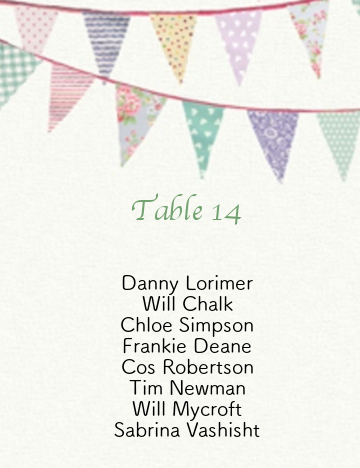 Table 14
Danny Lorimer
Will Chalk
Chloe Simpson
Frankie Deane
Cos Robertson
Tim Newman
Will Mycroft
Sabrina Vashisht